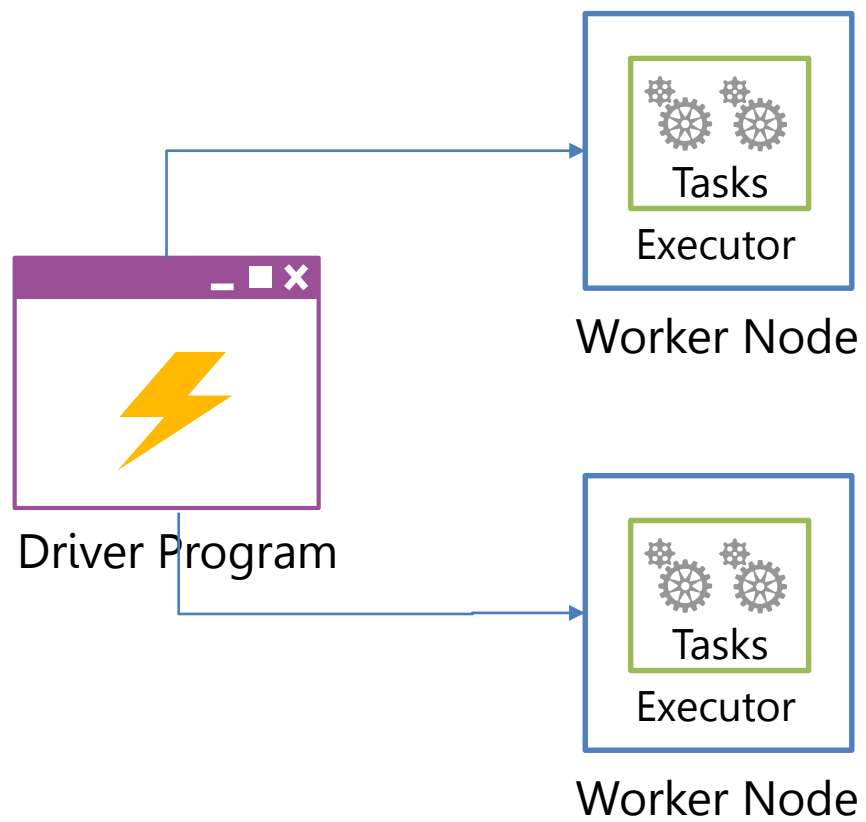 Tasks
Executor
Worker Node
Driver Program
Tasks
Executor
Worker Node